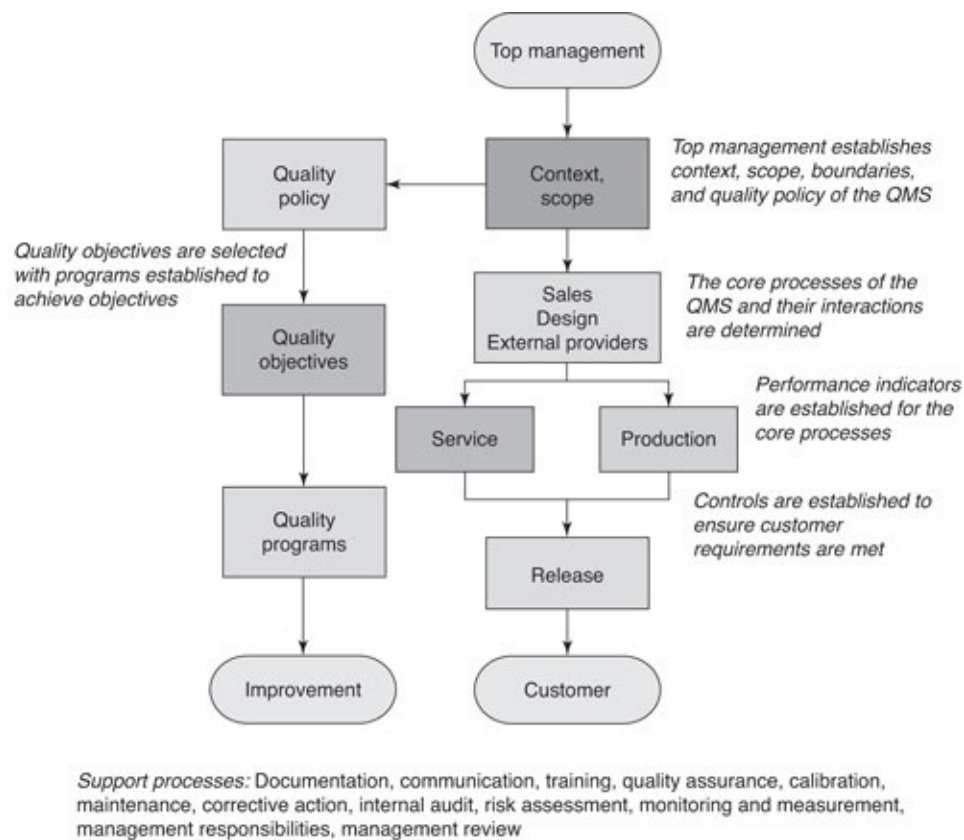 Top management
Quality
policy
Context,
scope
Top management establishes
context, scope, boundaries,
and quality policy of the QMS
Quality objectives are selected
with programs established to
achieve objectives
Sales
Design
External providers
The core processes of the
QMS and their interactions
are determined
Quality
objectives
Service
Production
Performance indicators
are established for the
core processes
Quality
programs
Controls are established to
ensure customer
requirements are met
Release
Improvement
Customer
Support processes: Documentation, communication, training, quality assurance, calibration,
maintenance, corrective action, internal audit, risk assessment, monitoring and measurement,
management responsibilities, management review